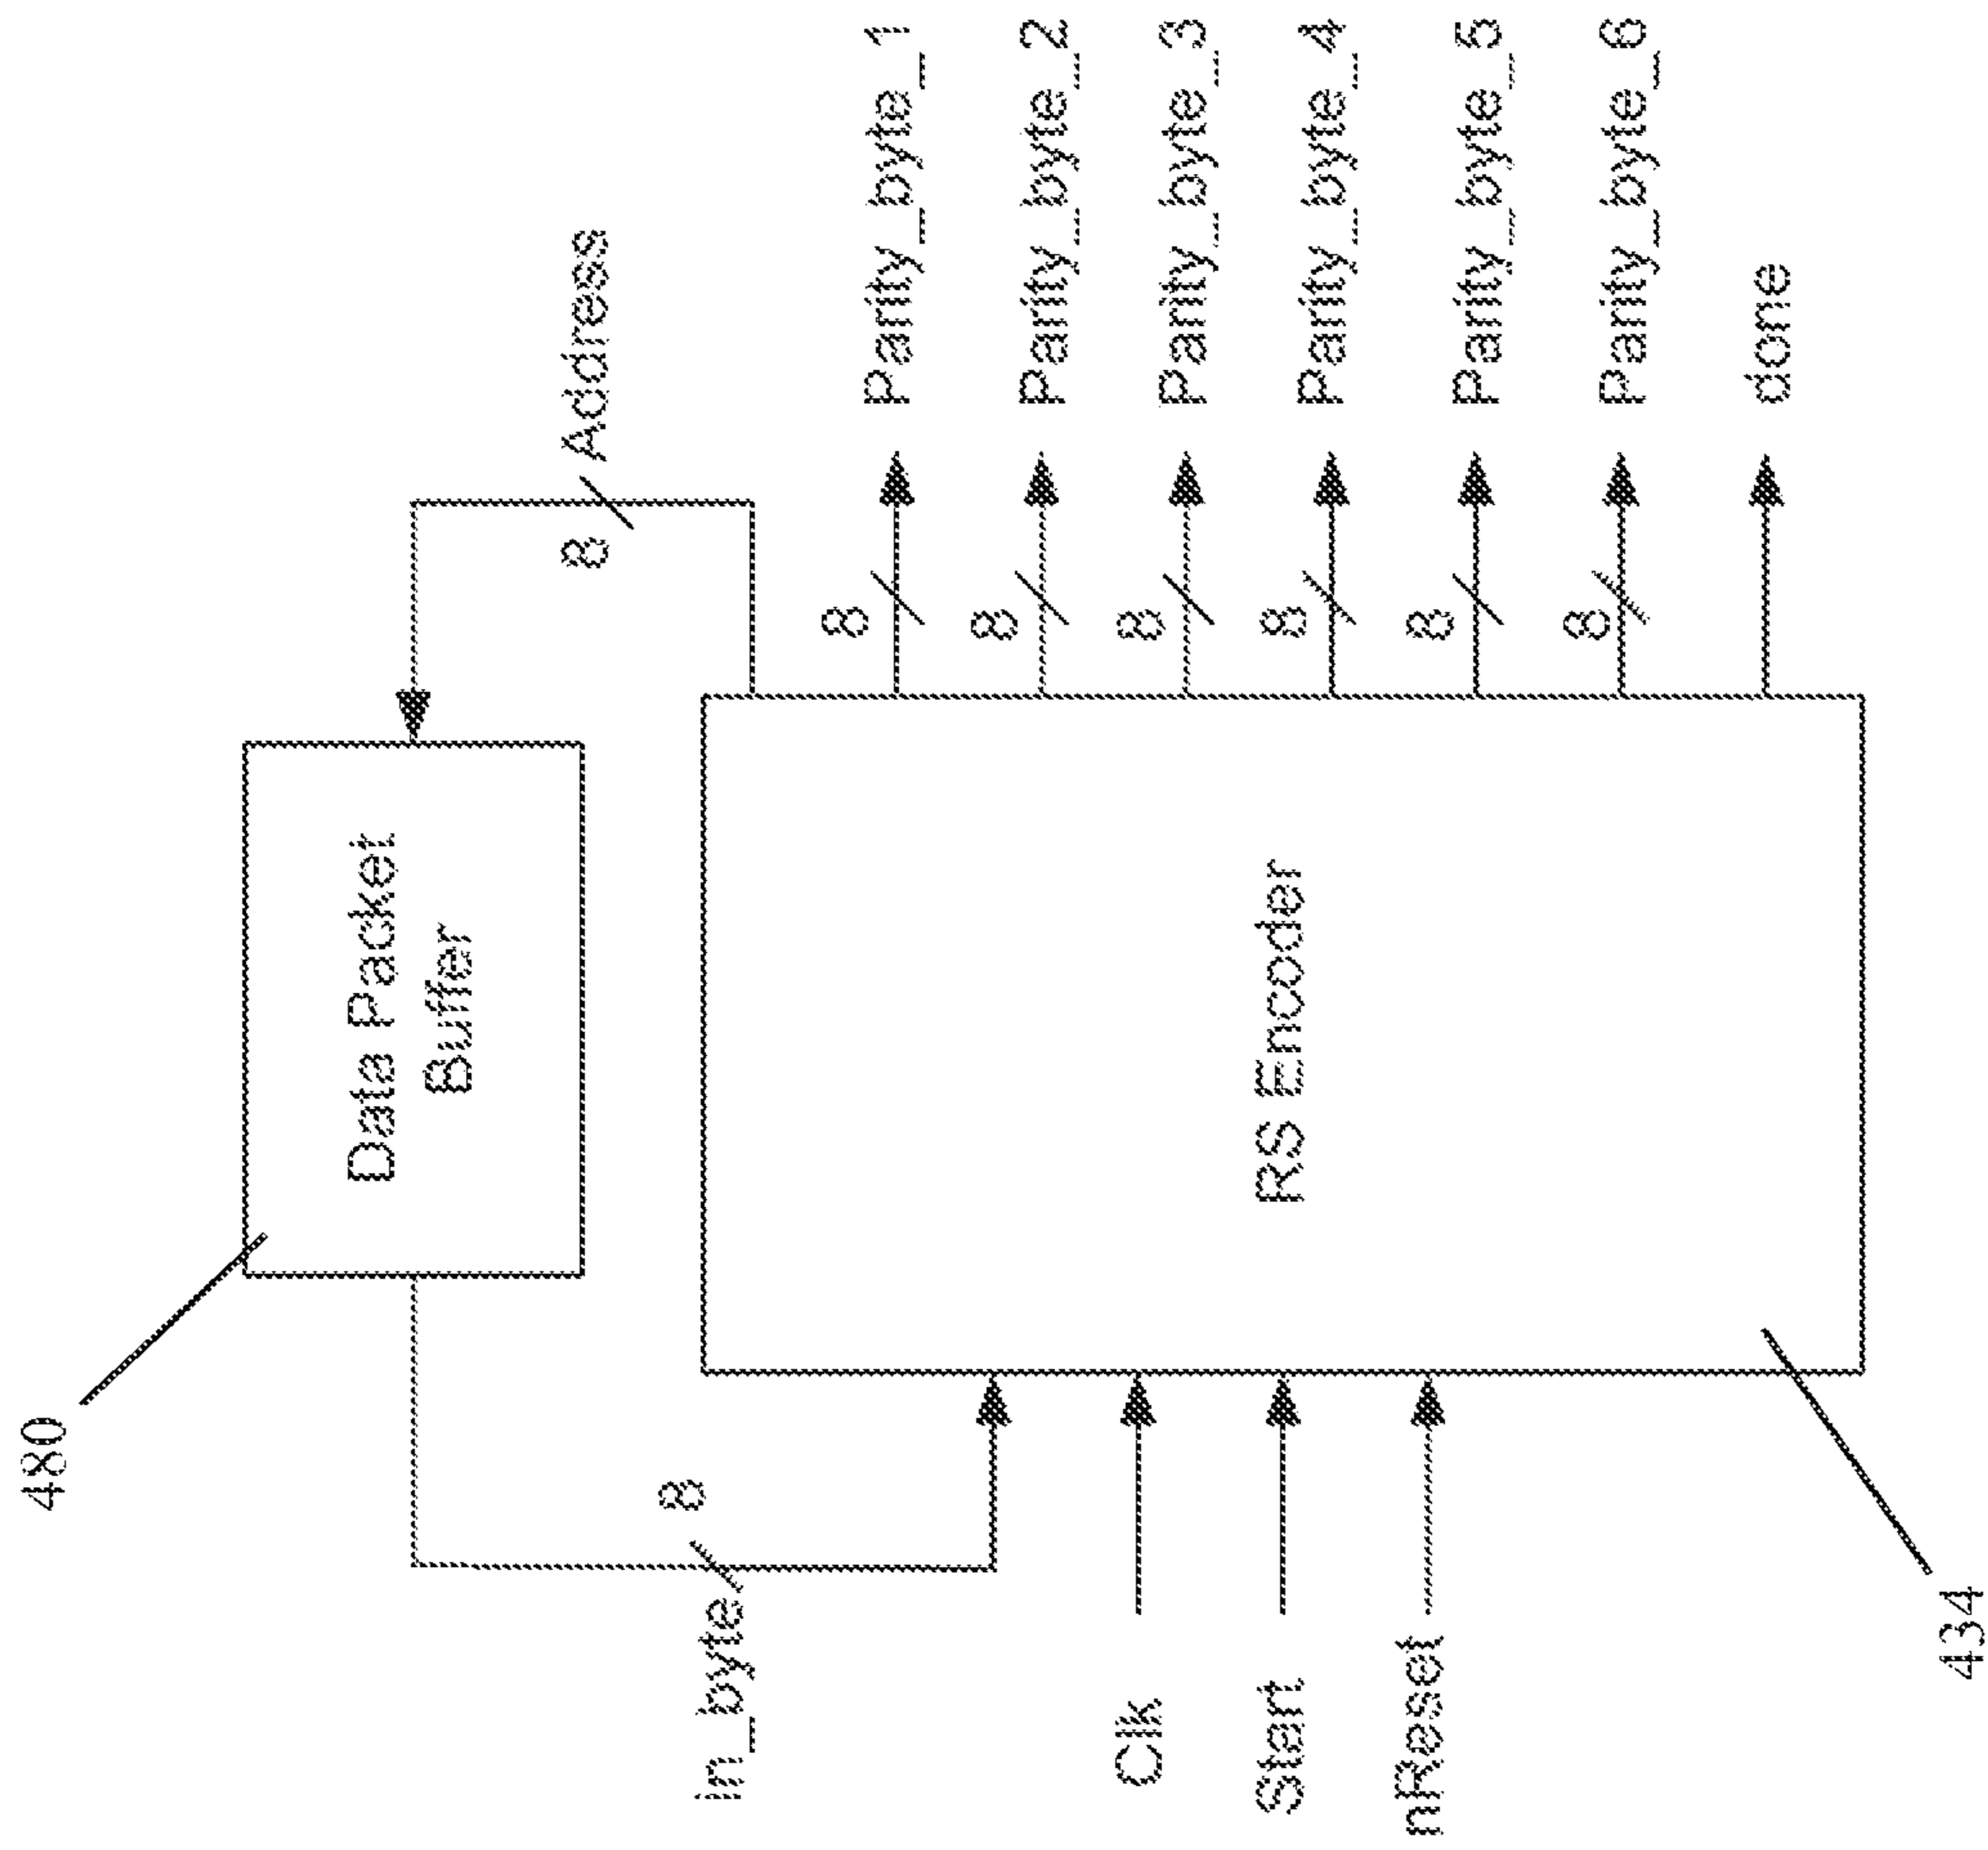 480
Data Packet
Buffer
8
Address
In_byte
8
Clk
Start
nReset
RS Encoder
8
Parity_byte_1
8
Parity_byte_2
8
Parity_byte_3
8
Parity_byte_4
8
Parity_byte_5
8
Parity_byte_6
done
434